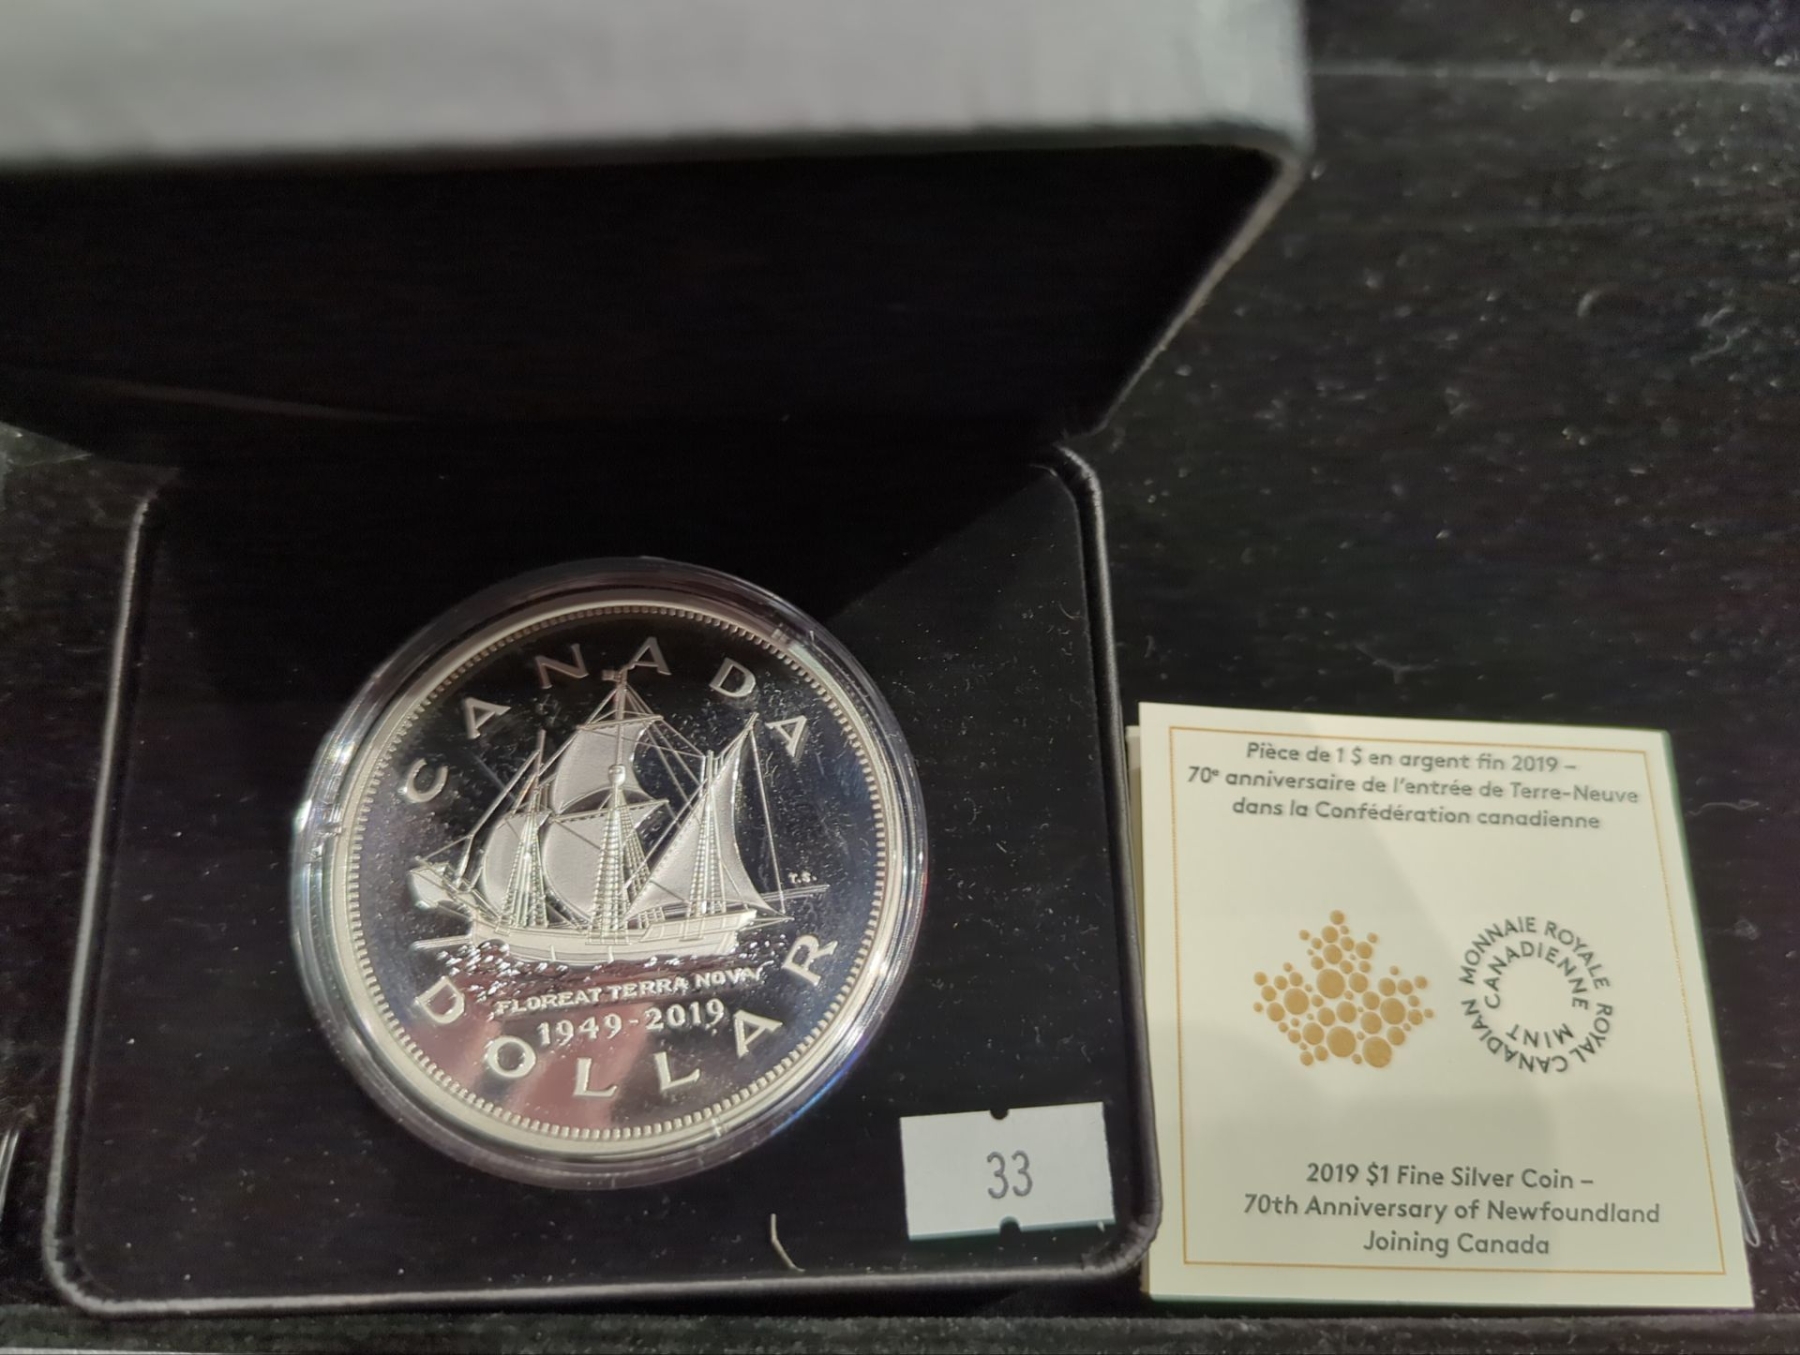 CANADA
T.S.
FLOREAT TERRA NOVA
1949-2019
DOLLAR
33
Pièce de 1 $ en argent fin 2019 –
70e anniversaire de l'entrée de Terre-Neuve
dans la Confédération canadienne
MONNAIE ROYALE CANADIENNE
ROYAL CANADIAN MINT
2019 $1 Fine Silver Coin –
70th Anniversary of Newfoundland
Joining Canada